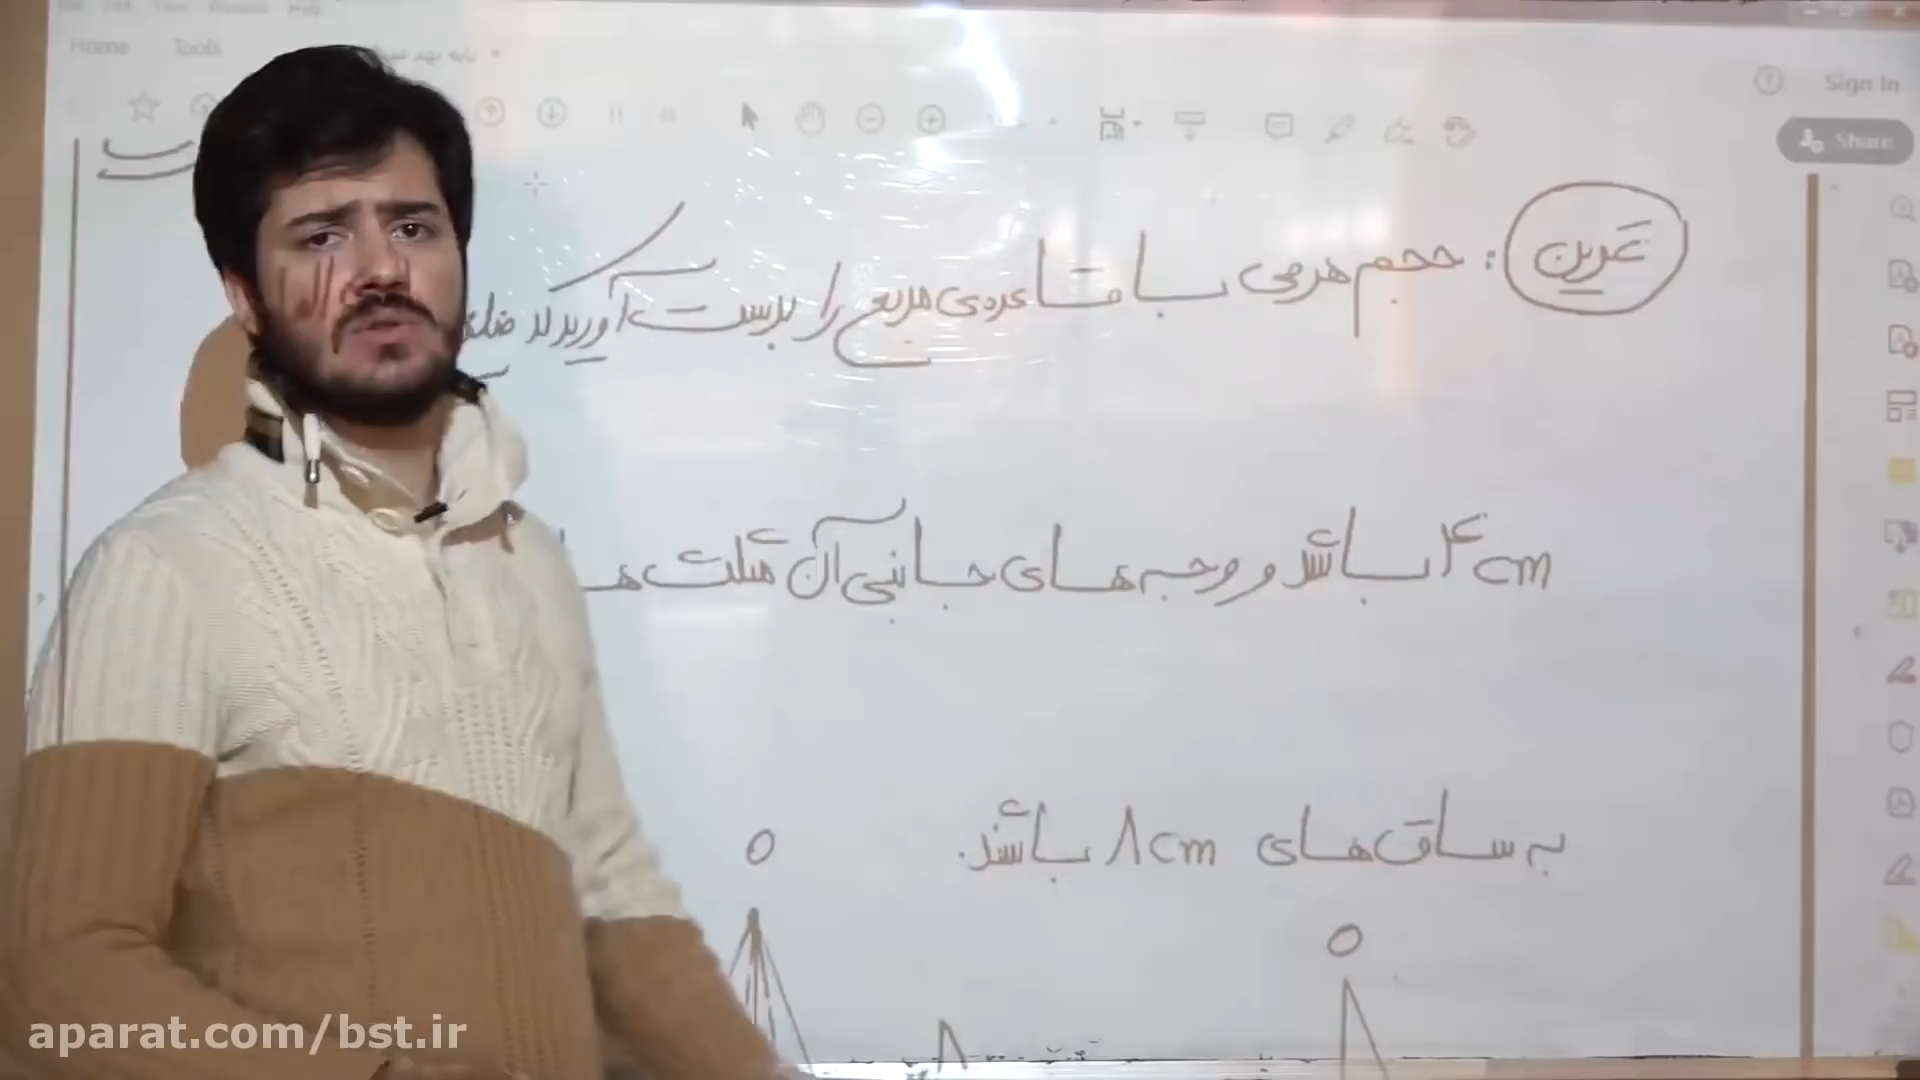 Home Tools
Sign In
Share
تمرین : حجم هرمی با قاعده‌ی مربع را بدست آورید که ضلع
۴cm باشد و وجه های جانبی آن مثلث ها
به ساق های ۸cm باشند.
o
o
aparat.com/bst.ir